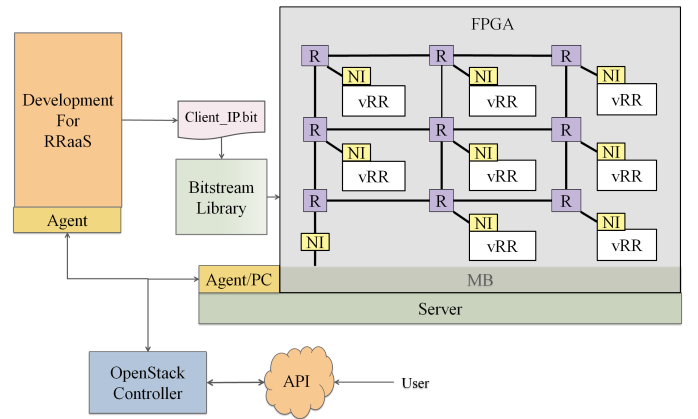 FPGA
R
R
R
NI
NI
NI
vRR
vRR
vRR
Development
For
RRaaS
Client_IP.bit
R
R
R
NI
NI
NI
vRR
vRR
vRR
Bitstream
Library
R
R
R
Agent
NI
NI
NI
vRR
vRR
Agent/PC
MB
Server
OpenStack
Controller
API
User